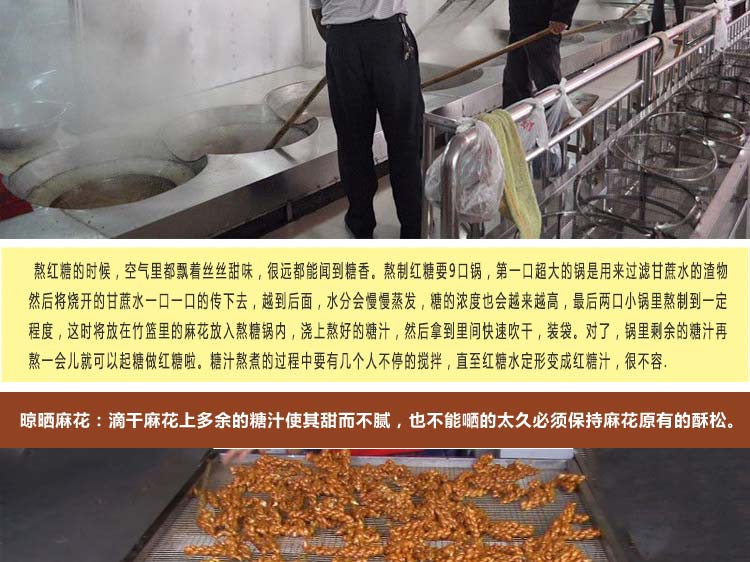 熬红糖的时候，空气里都飘着丝丝甜味，很远都能闻到糖香。熬制红糖要9口锅，第一口超大的锅是用来过滤甘蔗水的渣物
然后将烧开的甘蔗水一口一口的传下去，越到后面，水分会慢慢蒸发，糖的浓度也会越来越高，最后两口小锅里熬制到一定
程度，这时将放在竹篮里的麻花放入熬糖锅内，浇上熬好的糖汁，然后拿到里间快速吹干，装袋。对了，锅里剩余的糖汁再
熬一会儿就可以起糖做红糖啦。糖汁熬煮的过程中要有几个人不停的搅拌，直至红糖水定形变成红糖汁，很不容.
晾晒麻花：滴干麻花上多余的糖汁使其甜而不腻，也不能嗮的太久必须保持麻花原有的酥松。